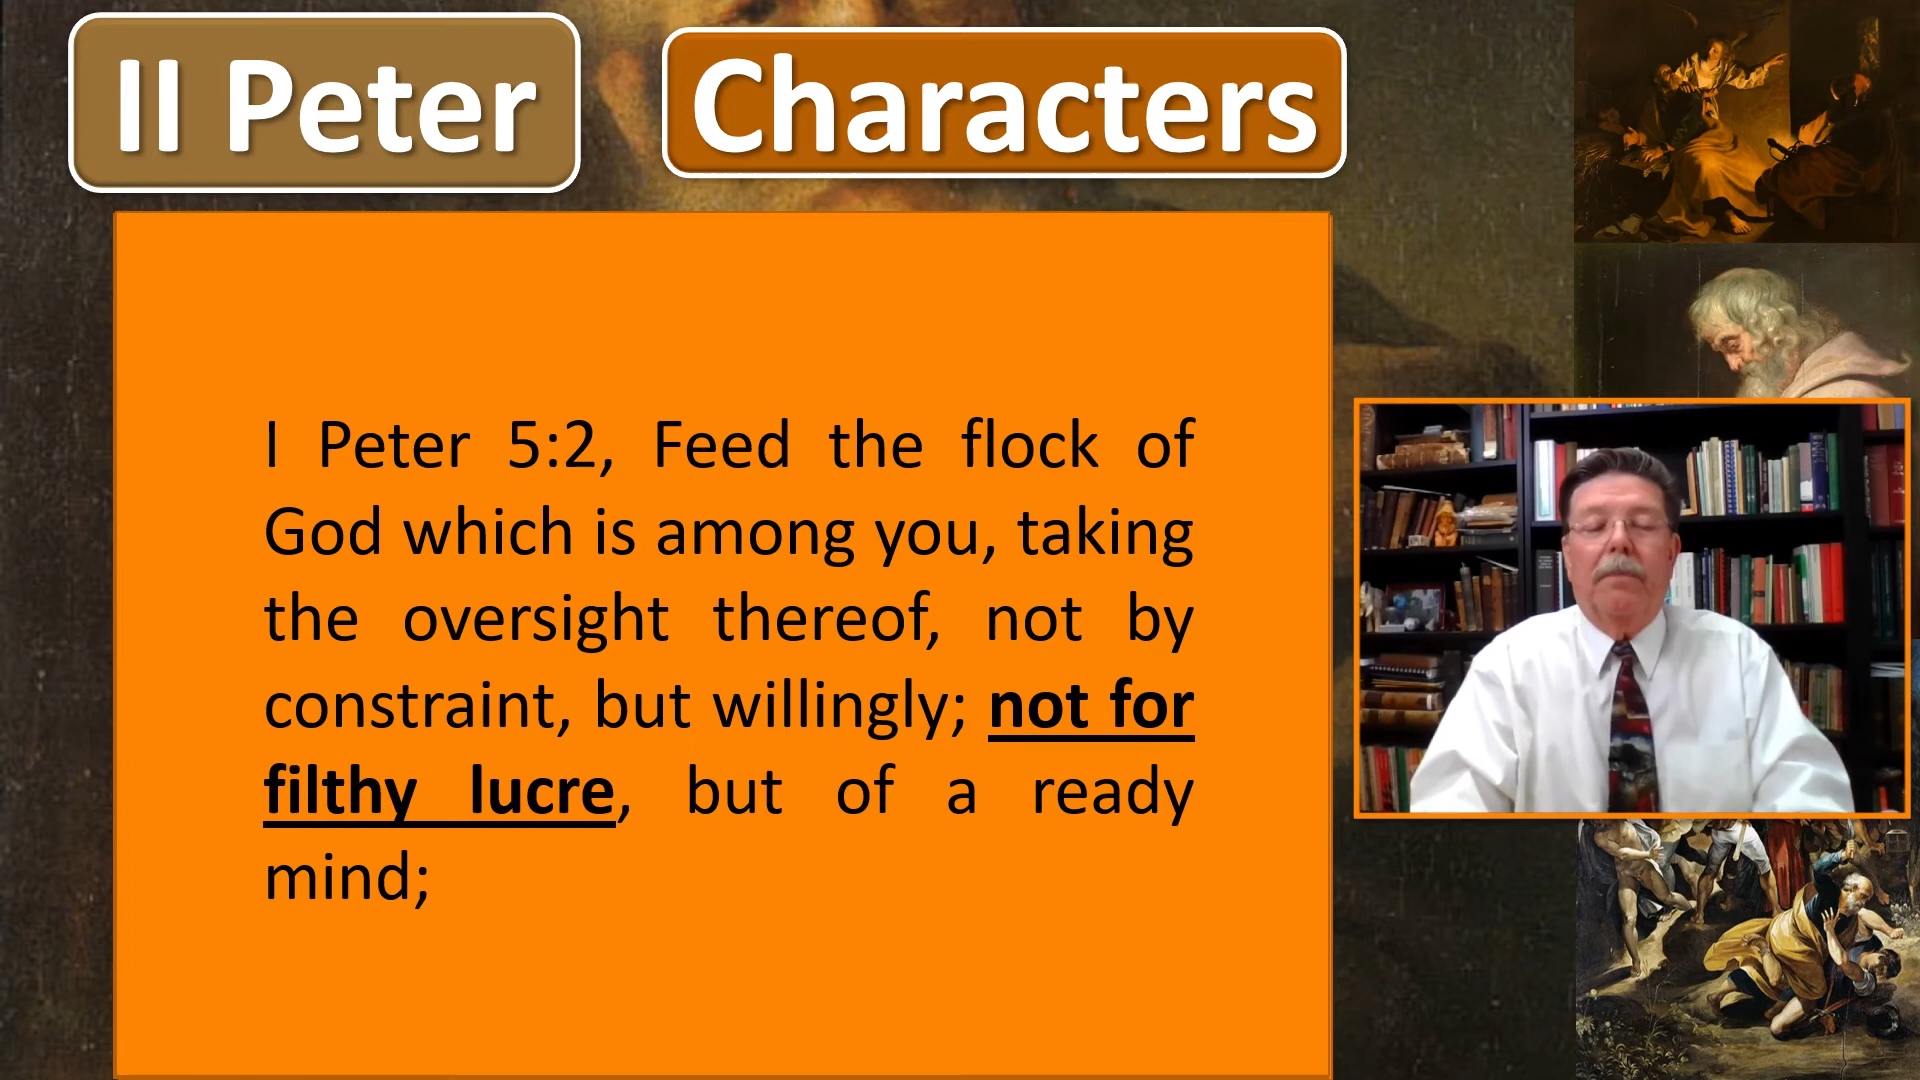 II Peter
Characters
I Peter 5:2, Feed the flock of
God which is among you, taking
the oversight thereof, not by
constraint, but willingly; not for
filthy lucre, but of a ready
mind;